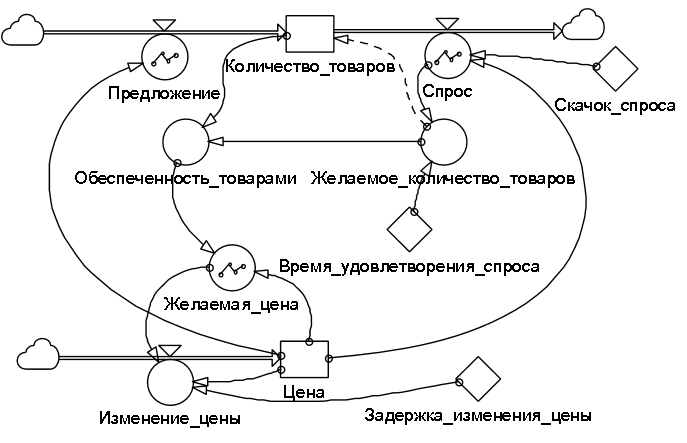 Количество_товаров
Предложение
Спрос
Скачок_спроса
Обеспеченность_товарами
Желаемое_количество_товаров
Время_удовлетворения_спроса
Желаемая_цена
Цена
Изменение_цены
Задержка_изменения_цены